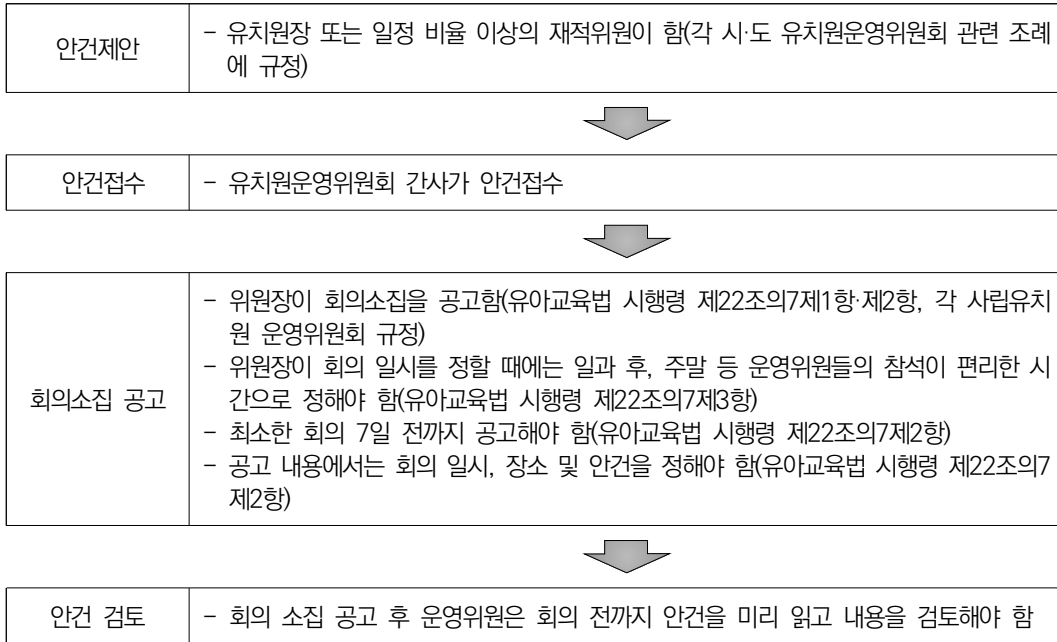 안건제안
- 유치원장 또는 일정 비율 이상의 재적위원이 함(각 시·도 유치원운영위원회 관련 조례
에 규정)
안건접수
- 유치원운영위원회 간사가 안건접수
회의소집 공고
- 위원장이 회의소집을 공고함(유아교육법 시행령 제22조의7제1항·제2항, 각 사립유치
원 운영위원회 규정)
- 위원장이 회의 일시를 정할 때에는 일과 후, 주말 등 운영위원들의 참석이 편리한 시
간으로 정해야 함(유아교육법 시행령 제22조의7제3항)
- 최소한 회의 7일 전까지 공고해야 함(유아교육법 시행령 제22조의7제2항)
- 공고 내용에서는 회의 일시, 장소 및 안건을 정해야 함(유아교육법 시행령 제22조의7
제2항)
안건 검토
- 회의 소집 공고 후 운영위원은 회의 전까지 안건을 미리 읽고 내용을 검토해야 함